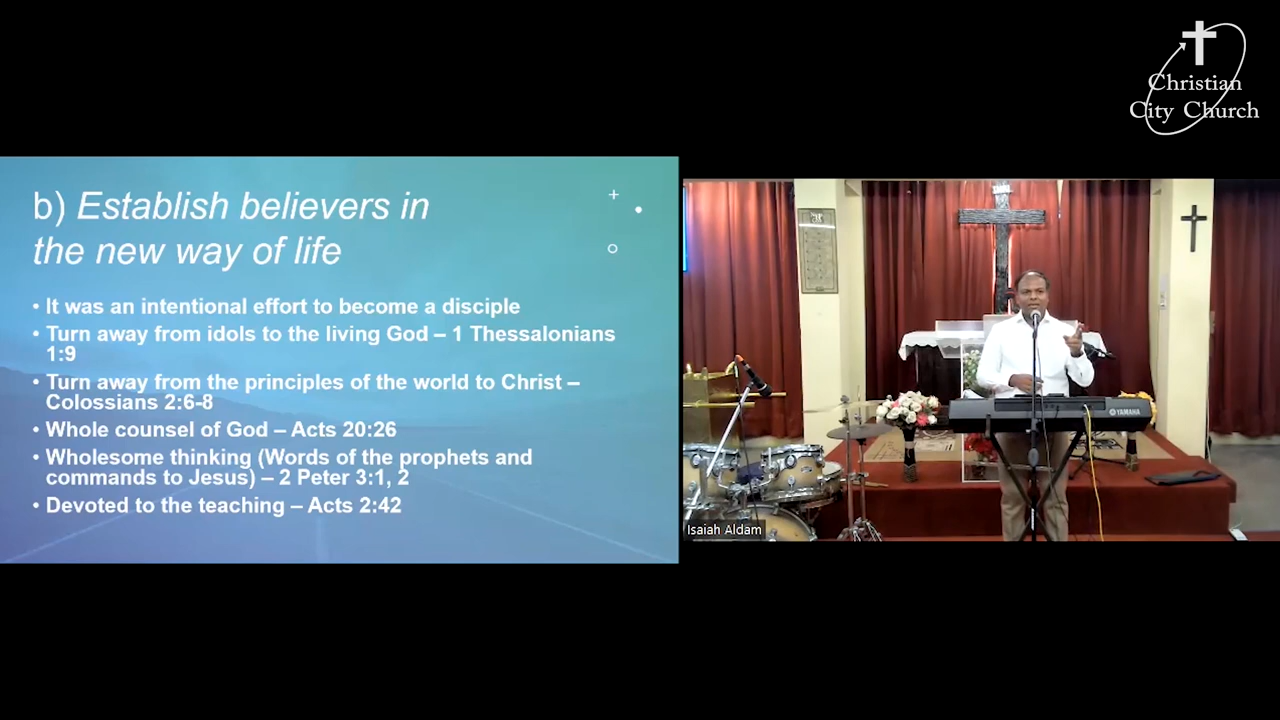 Christian
City Church
b) Establish believers in
the new way of life
• It was an intentional effort to become a disciple
• Turn away from idols to the living God – 1 Thessalonians
1:9
• Turn away from the principles of the world to Christ –
Colossians 2:6-8
• Whole counsel of God – Acts 20:26
• Wholesome thinking (Words of the prophets and
commands to Jesus) – 2 Peter 3:1, 2
• Devoted to the teaching – Acts 2:42
YAMAHA
Isaiah Aldam